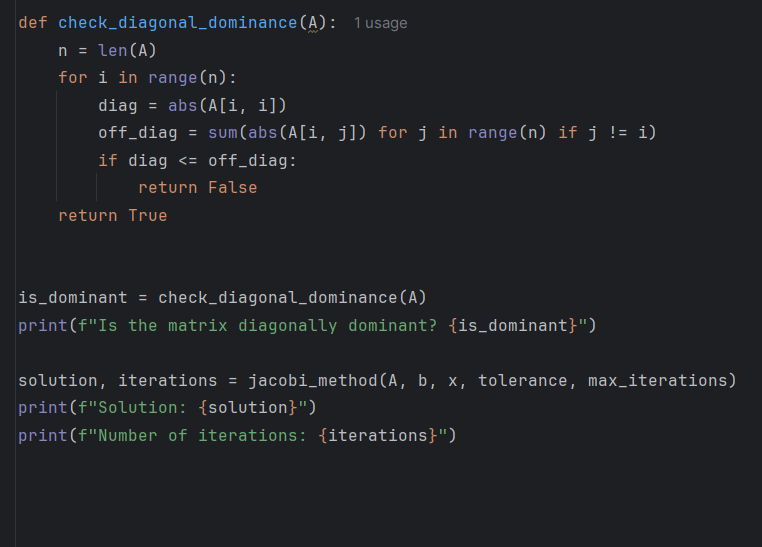 def check_diagonal_dominance(A): 1 usage
    n = len(A)
    for i in range(n):
        diag = abs(A[i, i])
        off_diag = sum(abs(A[i, j]) for j in range(n) if j != i)
        if diag <= off_diag:
            return False
    return True


is_dominant = check_diagonal_dominance(A)
print(f"Is the matrix diagonally dominant? {is_dominant}")

solution, iterations = jacobi_method(A, b, x, tolerance, max_iterations)
print(f"Solution: {solution}")
print(f"Number of iterations: {iterations}")